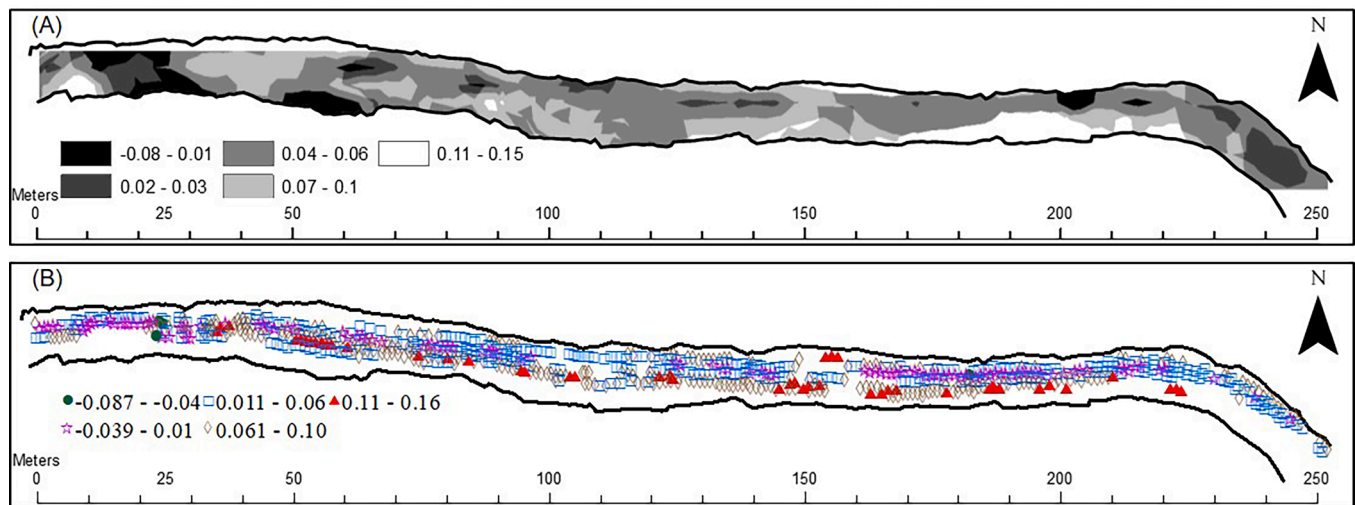 (A)
N
-0.08 - 0.01 0.04 - 0.06 0.11 - 0.15
0.02 - 0.03 0.07 - 0.1
Meters
0 25 50 100 150 200 250
(B)
N
-0.087 - -0.04 0.011 - 0.06 0.11 - 0.16
-0.039 - 0.01 0.061 - 0.10
Meters
0 25 50 100 150 200 250